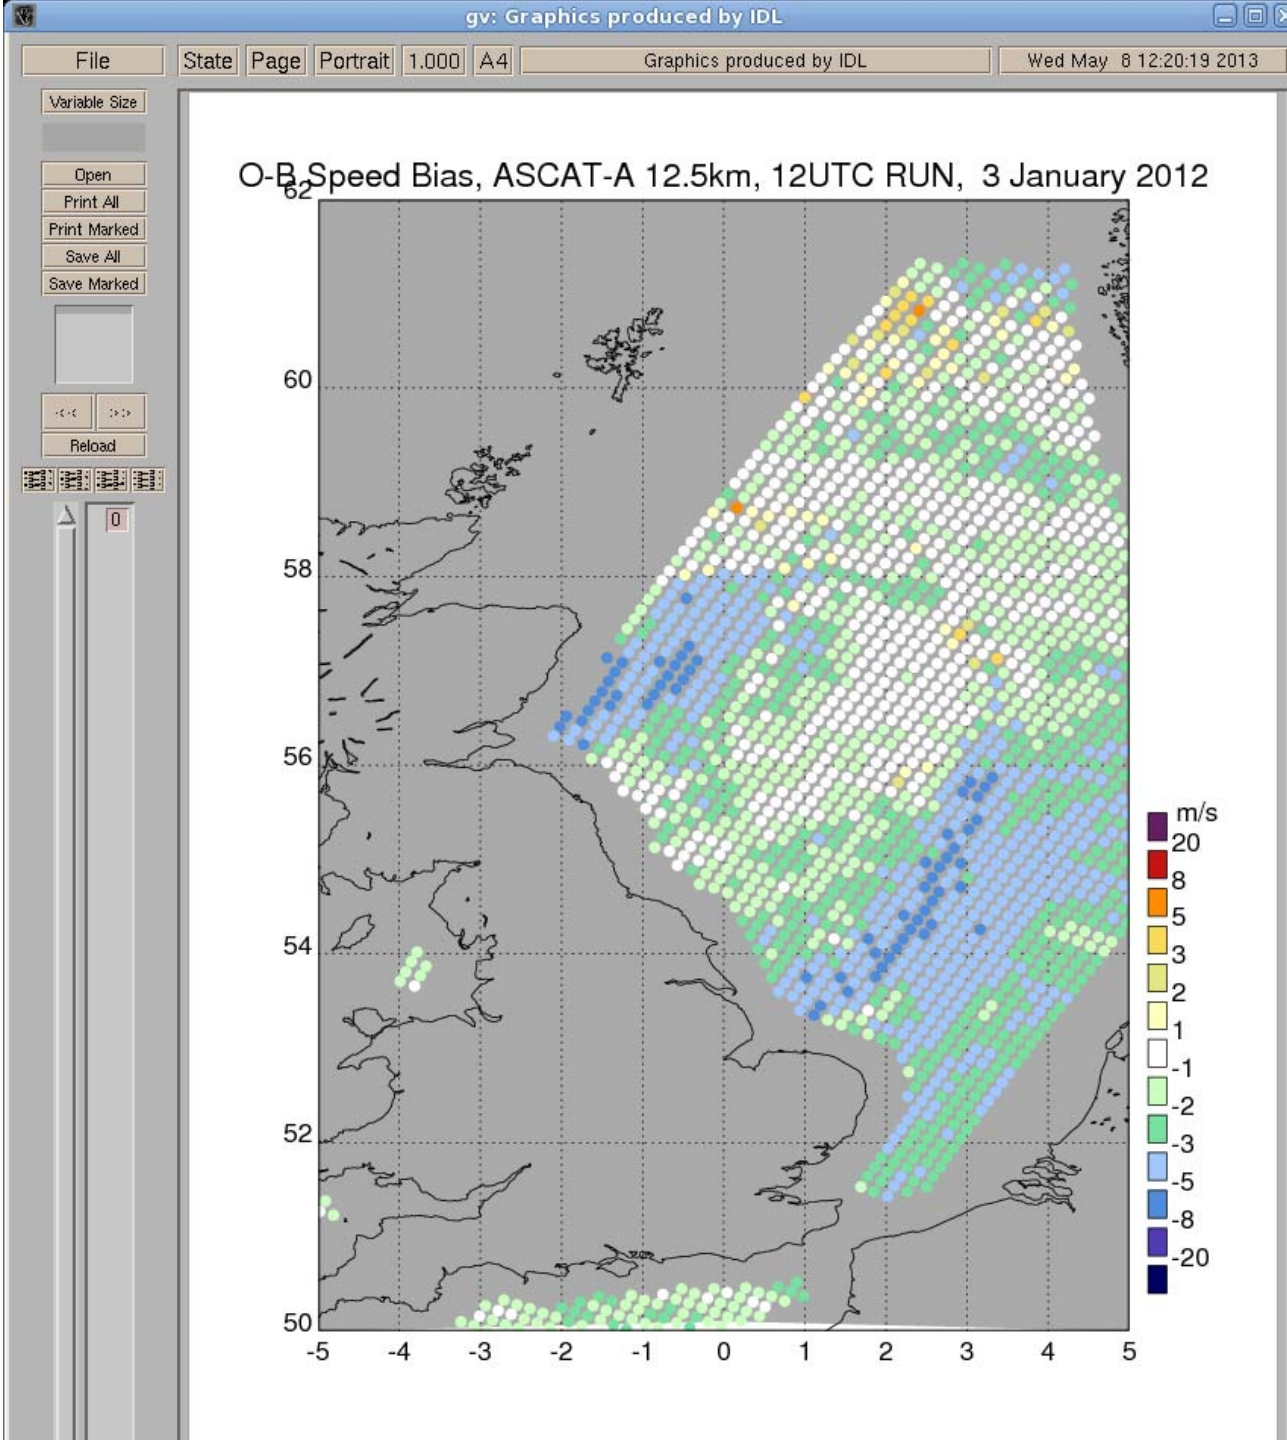 gv: Graphics produced by IDL
File State Page Portrait 1.000 A4 Graphics produced by IDL Wed May 8 12:20:19 2013
Variable Size
Open
Print All
Print Marked
Save All
Save Marked
<< >>
Reload
0
O-B Speed Bias, ASCAT-A 12.5km, 12UTC RUN, 3 January 2012
62
60
58
56
54
52
50
-5 -4 -3 -2 -1 0 1 2 3 4 5
m/s
20
8
5
3
2
1
-1
-2
-3
-5
-8
-20